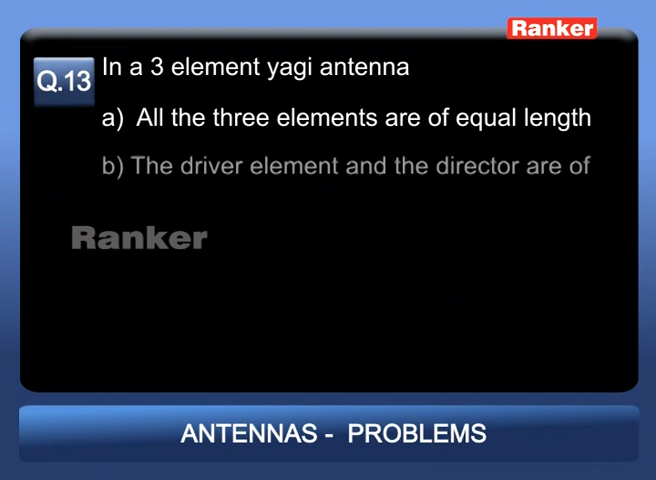 Ranker
Q.13
In a 3 element yagi antenna
a) All the three elements are of equal length
b) The driver element and the director are of
Ranker
ANTENNAS - PROBLEMS